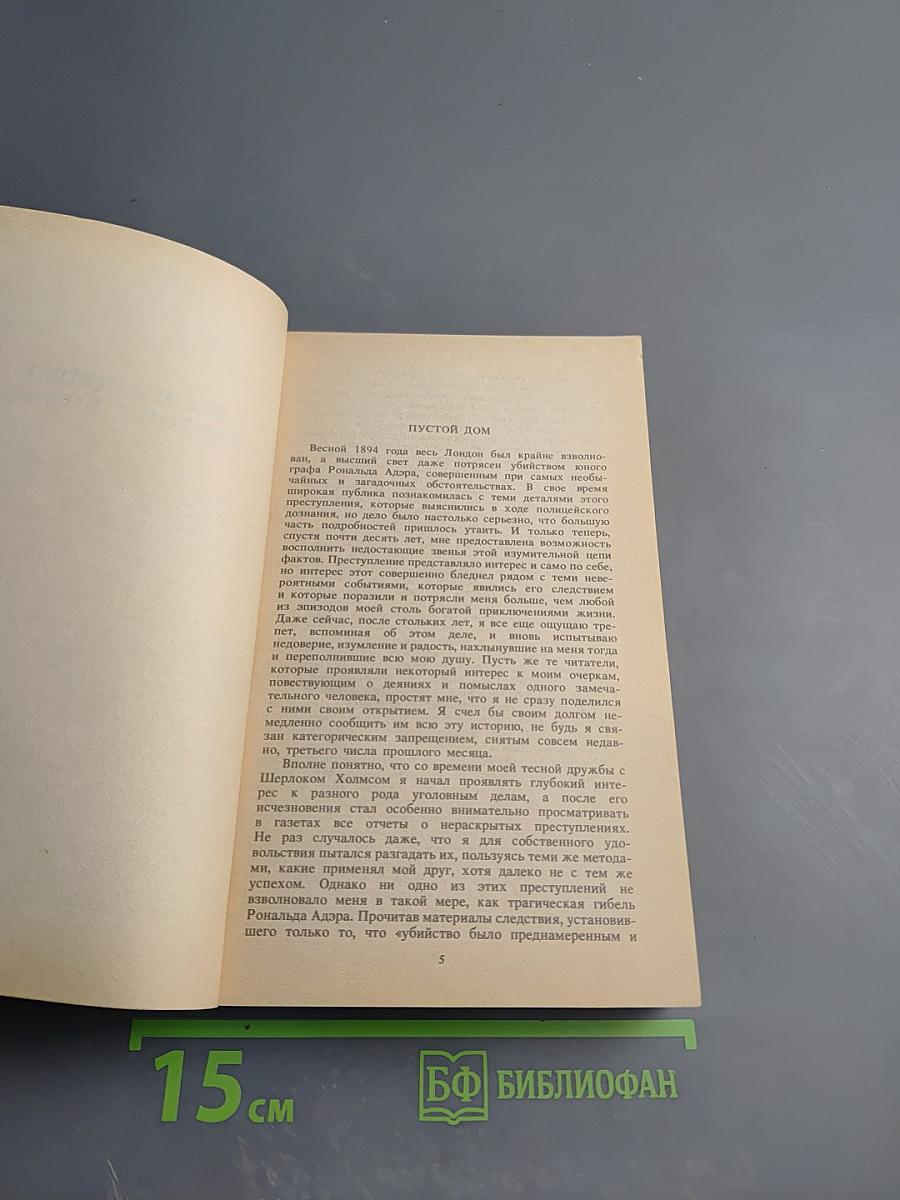 ПУСТОЙ ДОМ
Весной 1894 года весь Лондон был крайне взволно-
ван, а высший свет даже потрясен убийством юного
графа Рональда Адэра, совершенным при самых необы-
чайных и загадочных обстоятельствах. В свое время
широкая публика познакомилась с теми деталями этого
преступления, которые выяснились в ходе полицейского
дознания, но дело было настолько серьезно, что большую
часть подробностей пришлось утаить. И только теперь,
спустя почти десять лет, мне предоставлена возможность
восполнить недостающие звенья этой изумительной цепи
фактов. Преступление представляло интерес и само по себе,
но интерес этот совершенно бледнел рядом с теми неве-
роятными событиями, которые явились его следствием
и которые поразили и потрясли меня больше, чем любой
из эпизодов моей столь богатой приключениями жизни.
Даже сейчас, после стольких лет, я все еще ощущаю тре-
пет, вспоминая об этом деле, и вновь испытываю
недоверие, изумление и радость, нахлынувшие на меня тогда
и переполнившие всю мою душу. Пусть же те читатели,
которые проявляли некоторый интерес к моим очеркам,
повествующим о деяниях и помыслах одного замеча-
тельного человека, простят мне, что я не сразу поделился
с ними своим открытием. Я счел бы своим долгом не-
медленно сообщить им всю эту историю, не будь я свя-
зан категорическим запрещением, снятым совсем недав-
но, третьего числа прошлого месяца.
Вполне понятно, что со времени моей тесной дружбы с
Шерлоком Холмсом я начал проявлять глубокий инте-
рес к разного рода уголовным делам, а после его
исчезновения стал особенно внимательно просматривать
в газетах все отчеты о нераскрытых преступлениях.
Не раз случалось даже, что я для собственного удо-
вольствия пытался разгадать их, пользуясь теми же метода-
ми, какие применял мой друг, хотя далеко не с тем же
успехом. Однако ни одно из этих преступлений не
взволновало меня в такой мере, как трагическая гибель
Рональда Адэра. Прочитав материалы следствия, установив-
шего только то, что «убийство было преднамеренным и
5
15 см
БФ БИБЛИОФАН